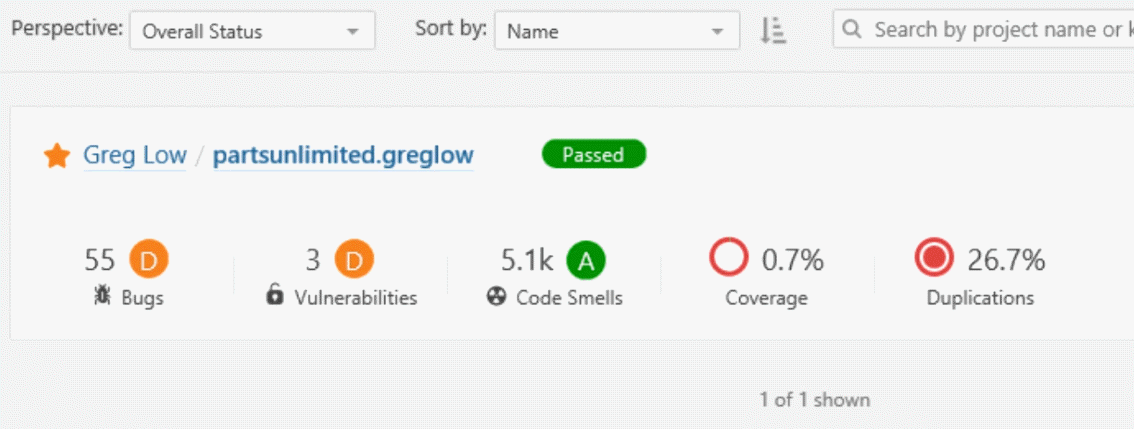 Perspective: Overall Status Sort by: Name Search by project name or k
Greg Low / partsunlimited.greglow Passed
55 D 3 D 5.1k A 0.7% 26.7%
Bugs Vulnerabilities Code Smells Coverage Duplications
1 of 1 shown